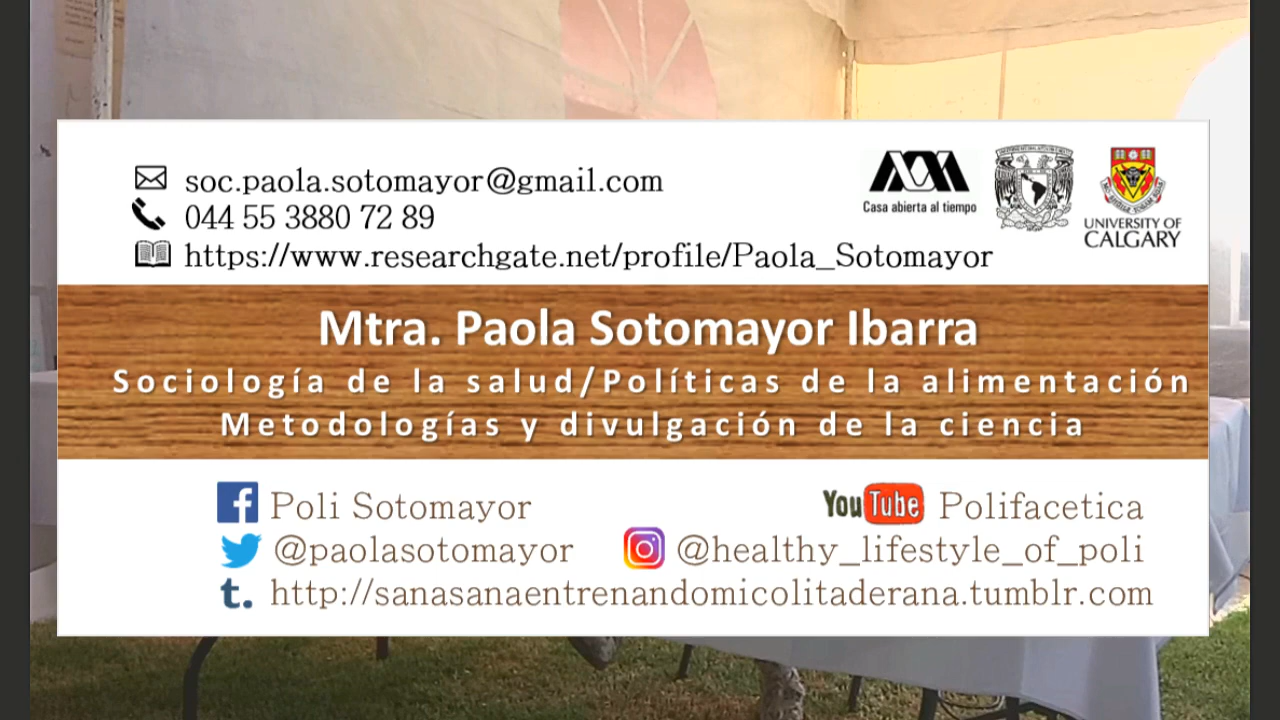 soc.paola.sotomayor@gmail.com
044 55 3880 72 89
https://www.researchgate.net/profile/Paola_Sotomayor
Casa abierta al tiempo
UNIVERSITY OF
CALGARY
Mtra. Paola Sotomayor Ibarra
Sociología de la salud/Políticas de la alimentación
Metodologías y divulgación de la ciencia
Poli Sotomayor
YouTube Polifacetica
@paolasotomayor
@healthy_lifestyle_of_poli
t. http://sanasanaentrenandomicolitaderana.tumblr.com